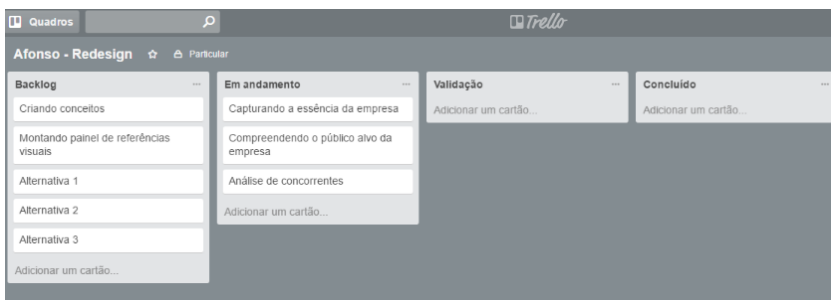 Quadros
Trello
Afonso - Redesign
Particular
Backlog
Criando conceitos
Montando painel de referências
visuais
Alternativa 1
Alternativa 2
Alternativa 3
Adicionar um cartão...
Em andamento
Capturando a essência da empresa
Compreendendo o público alvo da
empresa
Análise de concorrentes
Adicionar um cartão...
Validação
Adicionar um cartão...
Concluído
Adicionar um cartão...